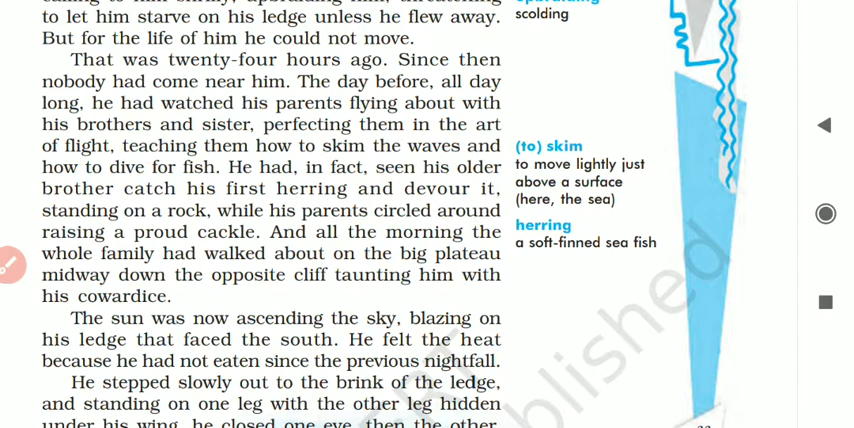 to let him starve on his ledge unless he flew away.
But for the life of him he could not move.
That was twenty-four hours ago. Since then
nobody had come near him. The day before, all day
long, he had watched his parents flying about with
his brothers and sister, perfecting them in the art
of flight, teaching them how to skim the waves and
how to dive for fish. He had, in fact, seen his older
brother catch his first herring and devour it,
standing on a rock, while his parents circled around
raising a proud cackle. And all the morning the
whole family had walked about on the big plateau
midway down the opposite cliff taunting him with
his cowardice.
The sun was now ascending the sky, blazing on
his ledge that faced the south. He felt the heat
because he had not eaten since the previous nightfall.
He stepped slowly out to the brink of the ledge,
and standing on one leg with the other leg hidden
under his wing, he closed one eye, then the other,
scolding
(to) skim
to move lightly just
above a surface
(here, the sea)
herring
a soft-finned sea fish